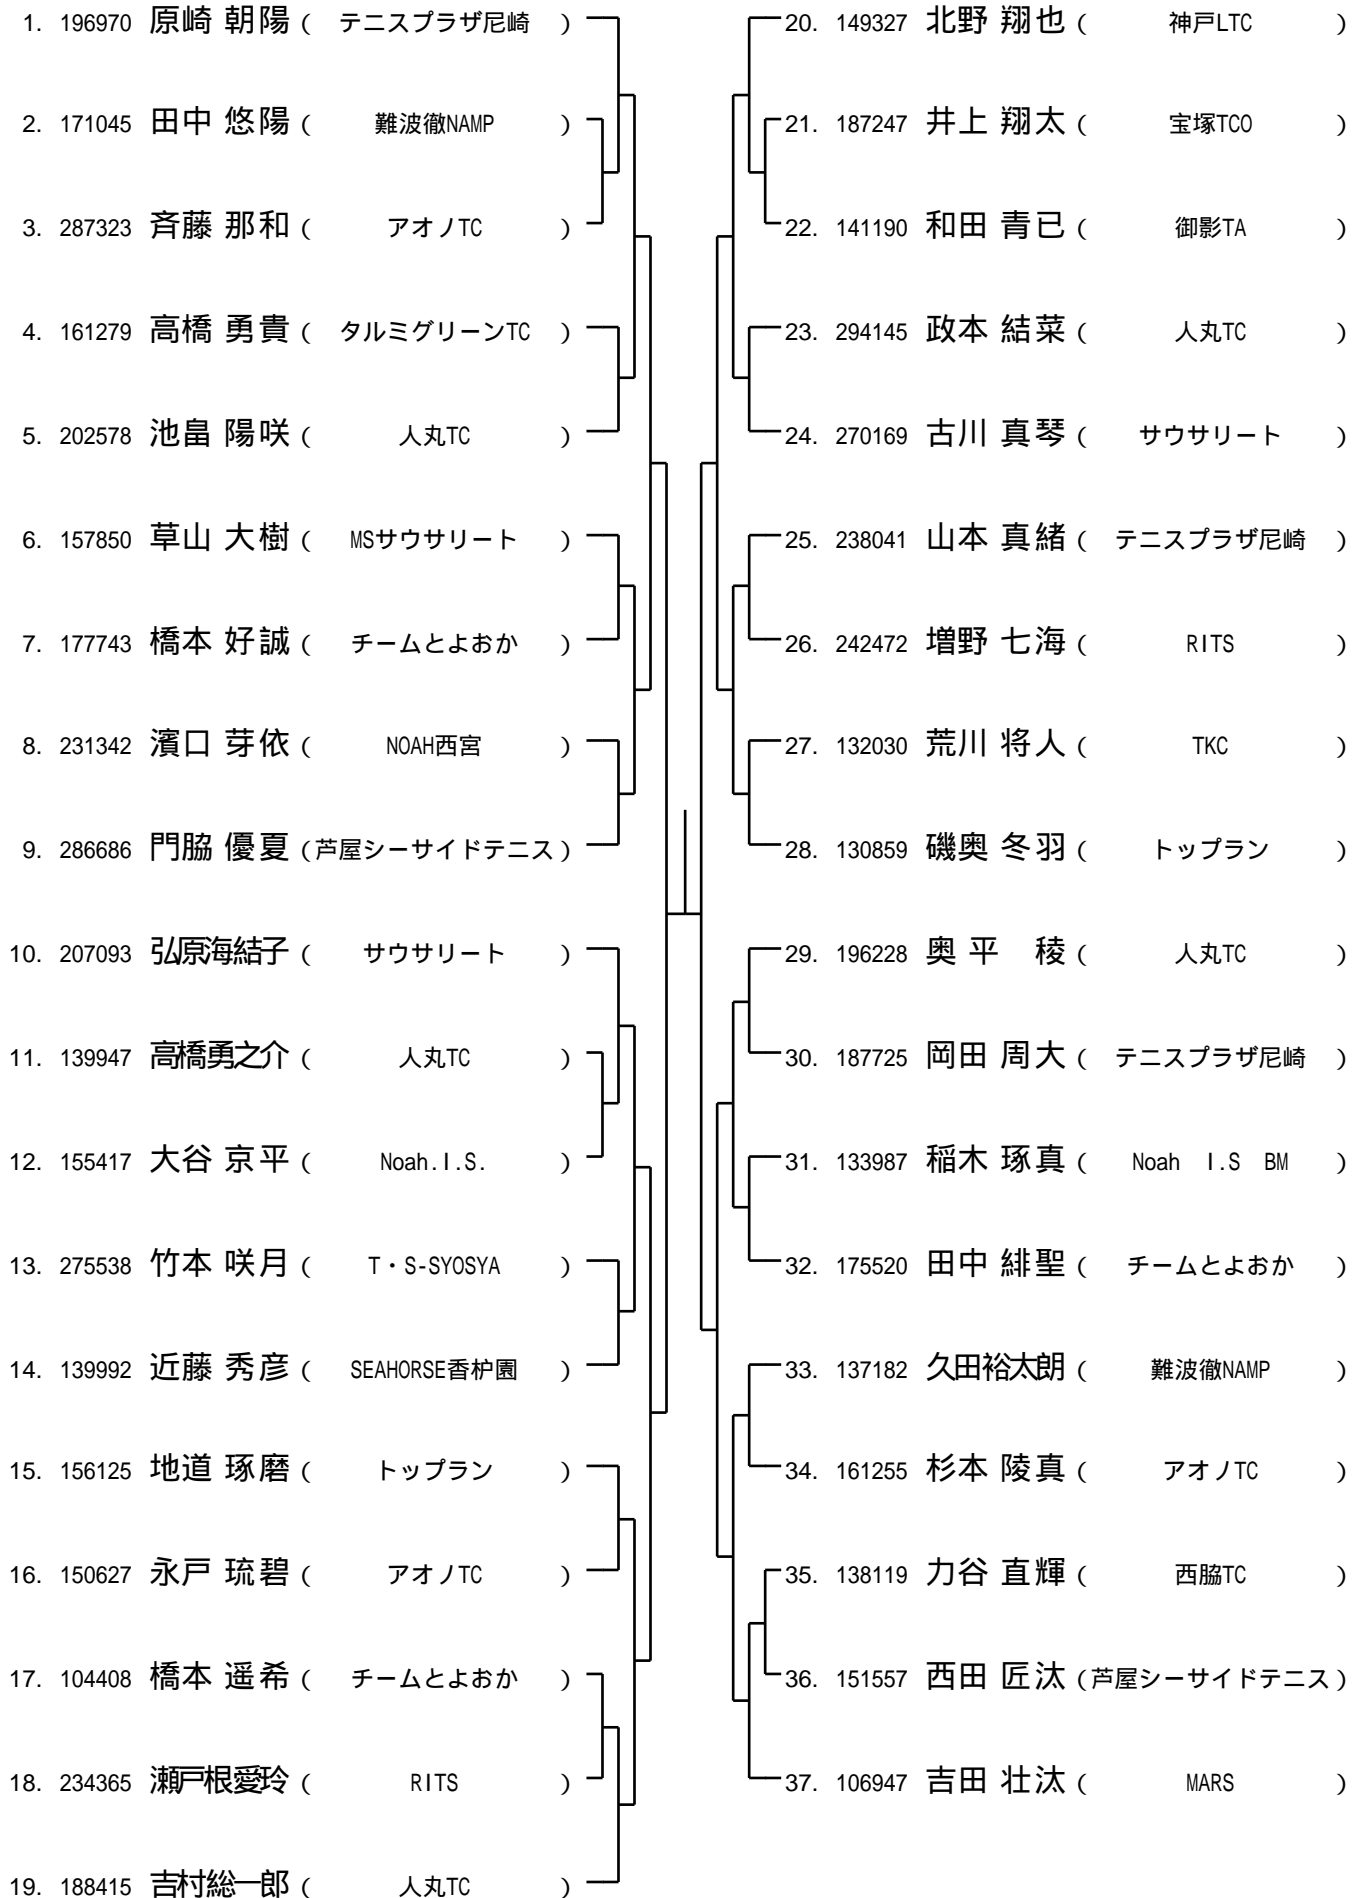 1. 196970 原崎 朝陽 ( テニスプラザ尼崎 )
2. 171045 田中 悠陽 ( 難波徹NAMP )
3. 287323 斉藤 那和 ( アオノTC )
4. 161279 高橋 勇貴 ( タルミグリーンTC )
5. 202578 池畠 陽咲 ( 人丸TC )
6. 157850 草山 大樹 ( MSサウサリート )
7. 177743 橋本 好誠 ( チームとよおか )
8. 231342 濱口 芽依 ( NOAH西宮 )
9. 286686 門脇 優夏 ( 芦屋シーサイドテニス )
10. 207093 弘原海結子 ( サウサリート )
11. 139947 高橋勇之介 ( 人丸TC )
12. 155417 大谷 京平 ( Noah.I.S. )
13. 275538 竹本 咲月 ( T・S-SYOSYA )
14. 139992 近藤 秀彦 ( SEAHORSE香枦園 )
15. 156125 地道 琢磨 ( トップラン )
16. 150627 永戸 琉碧 ( アオノTC )
17. 104408 橋本 遥希 ( チームとよおか )
18. 234365 瀬戸根愛玲 ( RITS )
19. 188415 吉村総一郎 ( 人丸TC )
20. 149327 北野 翔也 ( 神戸LTC )
21. 187247 井上 翔太 ( 宝塚TCO )
22. 141190 和田 青已 ( 御影TA )
23. 294145 政本 結菜 ( 人丸TC )
24. 270169 古川 真琴 ( サウサリート )
25. 238041 山本 真緒 ( テニスプラザ尼崎 )
26. 242472 増野 七海 ( RITS )
27. 132030 荒川 将人 ( TKC )
28. 130859 磯奥 冬羽 ( トップラン )
29. 196228 奥平 稜 ( 人丸TC )
30. 187725 岡田 周大 ( テニスプラザ尼崎 )
31. 133987 稲木 琢真 ( Noah I.S BM )
32. 175520 田中 緋聖 ( チームとよおか )
33. 137182 久田裕太朗 ( 難波徹NAMP )
34. 161255 杉本 陵真 ( アオノTC )
35. 138119 力谷 直輝 ( 西脇TC )
36. 151557 西田 匠汰 ( 芦屋シーサイドテニス )
37. 106947 吉田 壮汰 ( MARS )